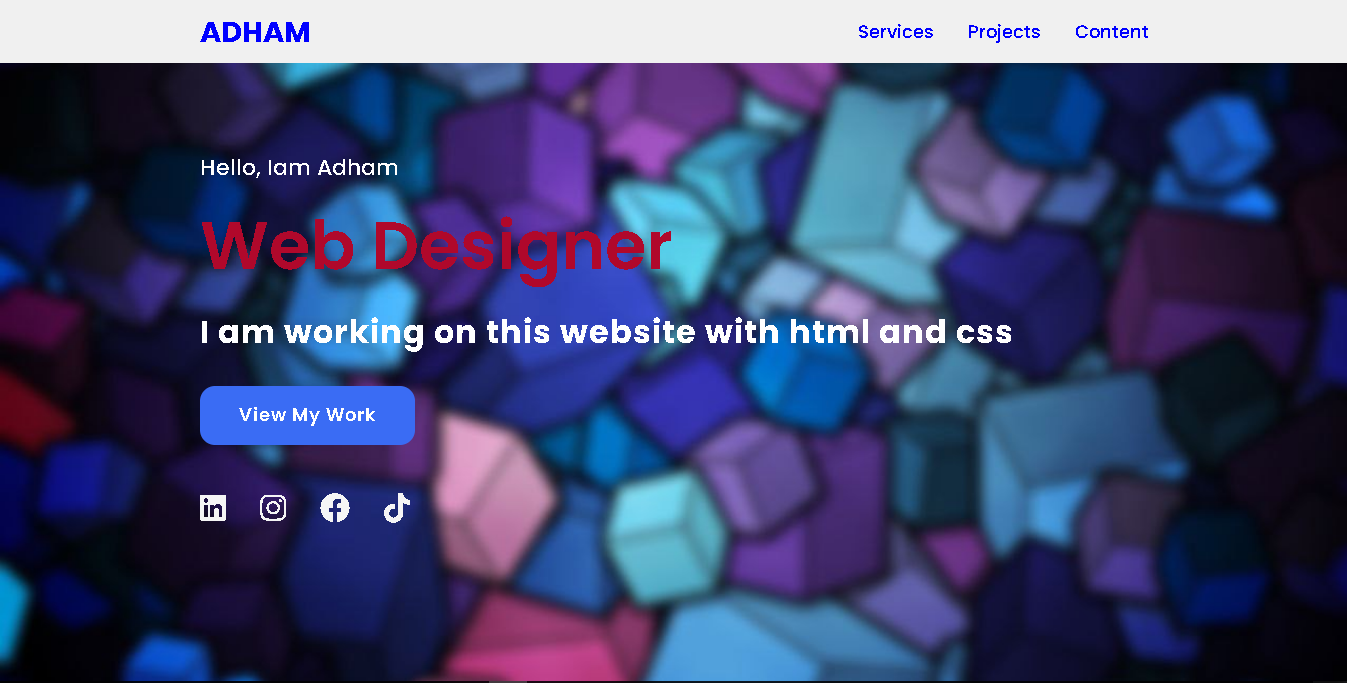 ADHAM
Services Projects Content
Hello, Iam Adham
Web Designer
I am working on this website with html and css
View My Work
in